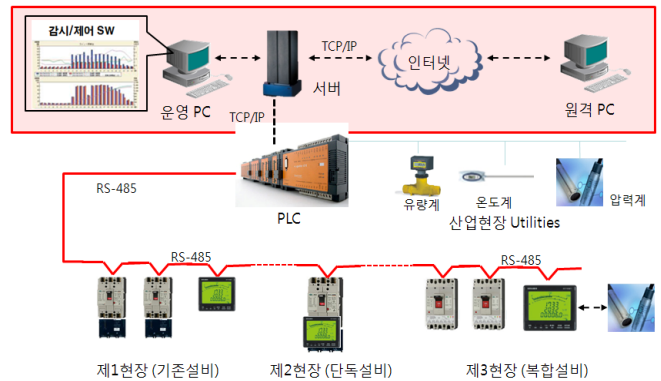 감시/제어 SW
TCP/IP
인터넷
서버
운영 PC
원격 PC
TCP/IP
RS-485
PLC
유량계
온도계
압력계
산업현장 Utilities
RS-485
RS-485
제1현장 (기존설비)
제2현장 (단독설비)
제3현장 (복합설비)